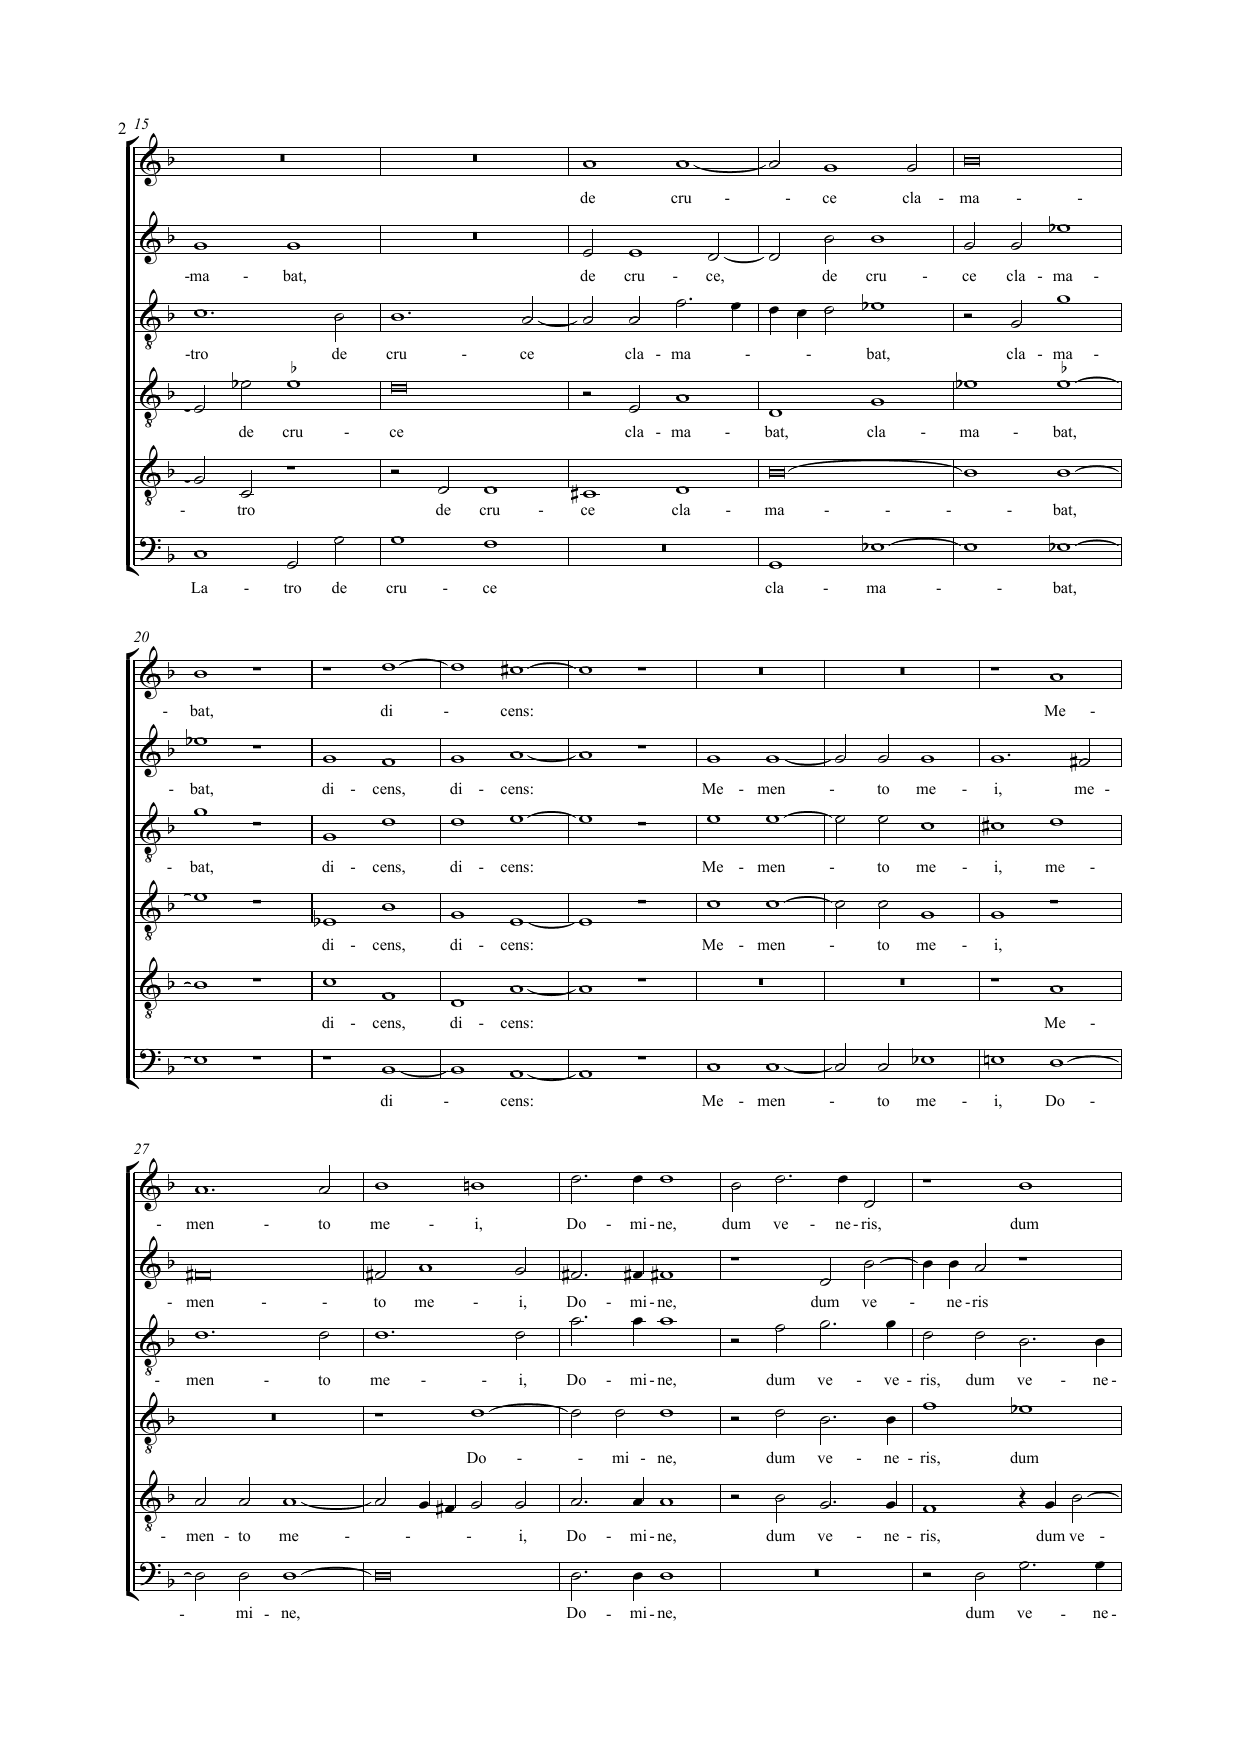 2 15
de cru - - ce cla - ma - -
-ma - bat, de cru - ce, de cru - ce cla - ma -
-tro de cru - ce cla - ma - - bat, cla - ma -
de cru - ce cla - ma - bat, cla - ma - bat,
- tro de cru - ce cla - ma - - - bat,
La - tro de cru - ce cla - ma - - bat,
20
- bat, di - cens: Me -
- bat, di - cens, di - cens: Me - men - to me - i, me -
- bat, di - cens, di - cens: Me - men - to me - i, me -
di - cens, di - cens: Me - men - to me - i,
di - cens, di - cens: Me -
di - cens: Me - men - to me - i, Do -
27
- men - to me - i, Do - mi - ne, dum ve - ne - ris, dum
- men - - to me - i, Do - mi - ne, dum ve - ne - ris
- men - to me - - i, Do - mi - ne, dum ve - ve - ris, dum ve - ne -
Do - - mi - ne, dum ve - ne - ris, dum
- men - to me - - - i, Do - mi - ne, dum ve - ne - ris, dum ve -
- mi - ne, Do - mi - ne, dum ve - ne -